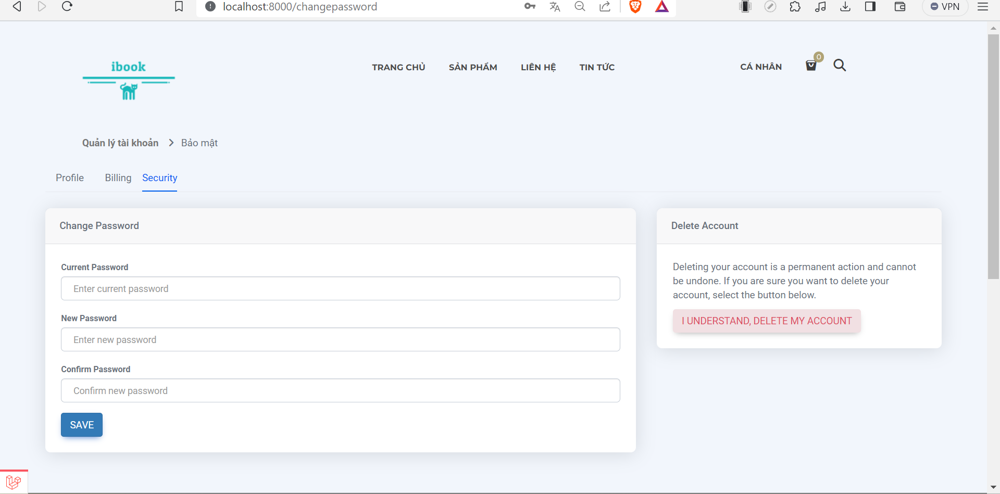 localhost:8000/changepassword
VPN
ibook
TRANG CHỦ
SẢN PHẨM
LIÊN HỆ
TIN TỨC
CÁ NHÂN
0
Quản lý tài khoản
Bảo mật
Profile
Billing
Security
Change Password
Current Password
Enter current password
New Password
Enter new password
Confirm Password
Confirm new password
SAVE
Delete Account
Deleting your account is a permanent action and cannot
be undone. If you are sure you want to delete your
account, select the button below.
I UNDERSTAND, DELETE MY ACCOUNT